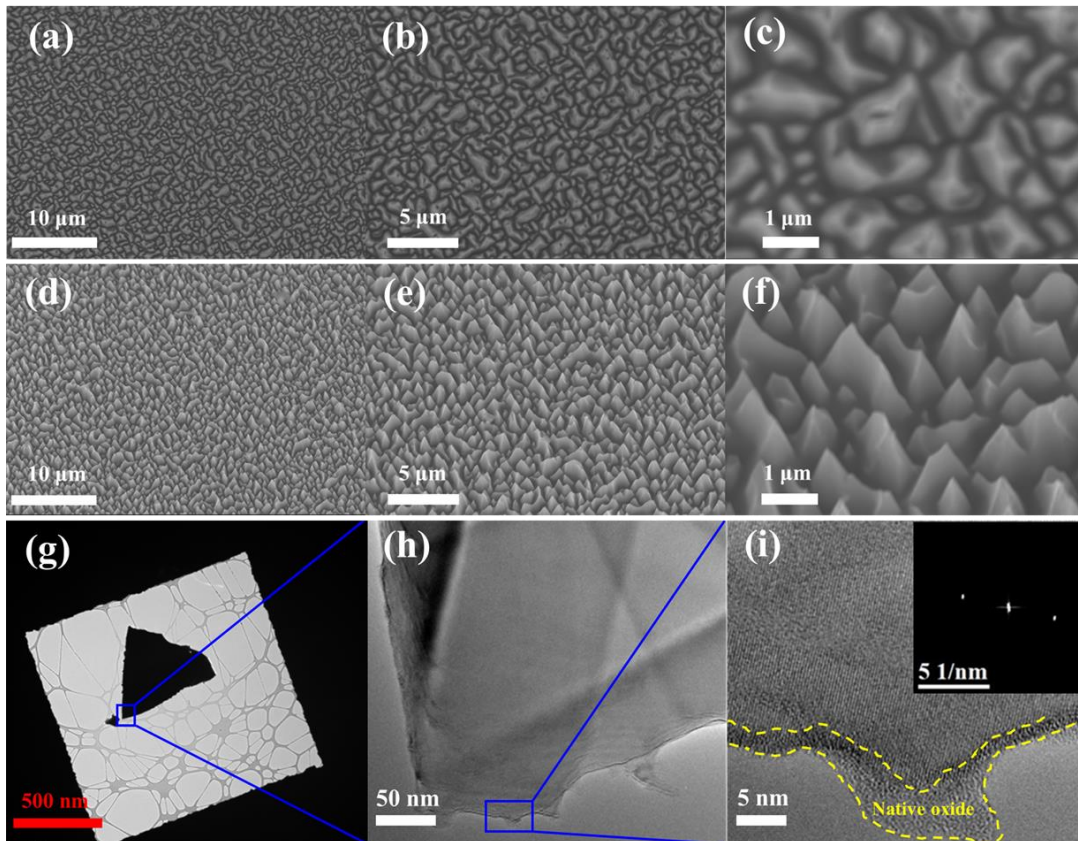 (a)
(b)
(c)
10 μm
5 μm
1 μm
(d)
(e)
(f)
10 μm
5 μm
1 μm
(g)
(h)
(i)
5 1/nm
500 nm
50 nm
5 nm
Native oxide